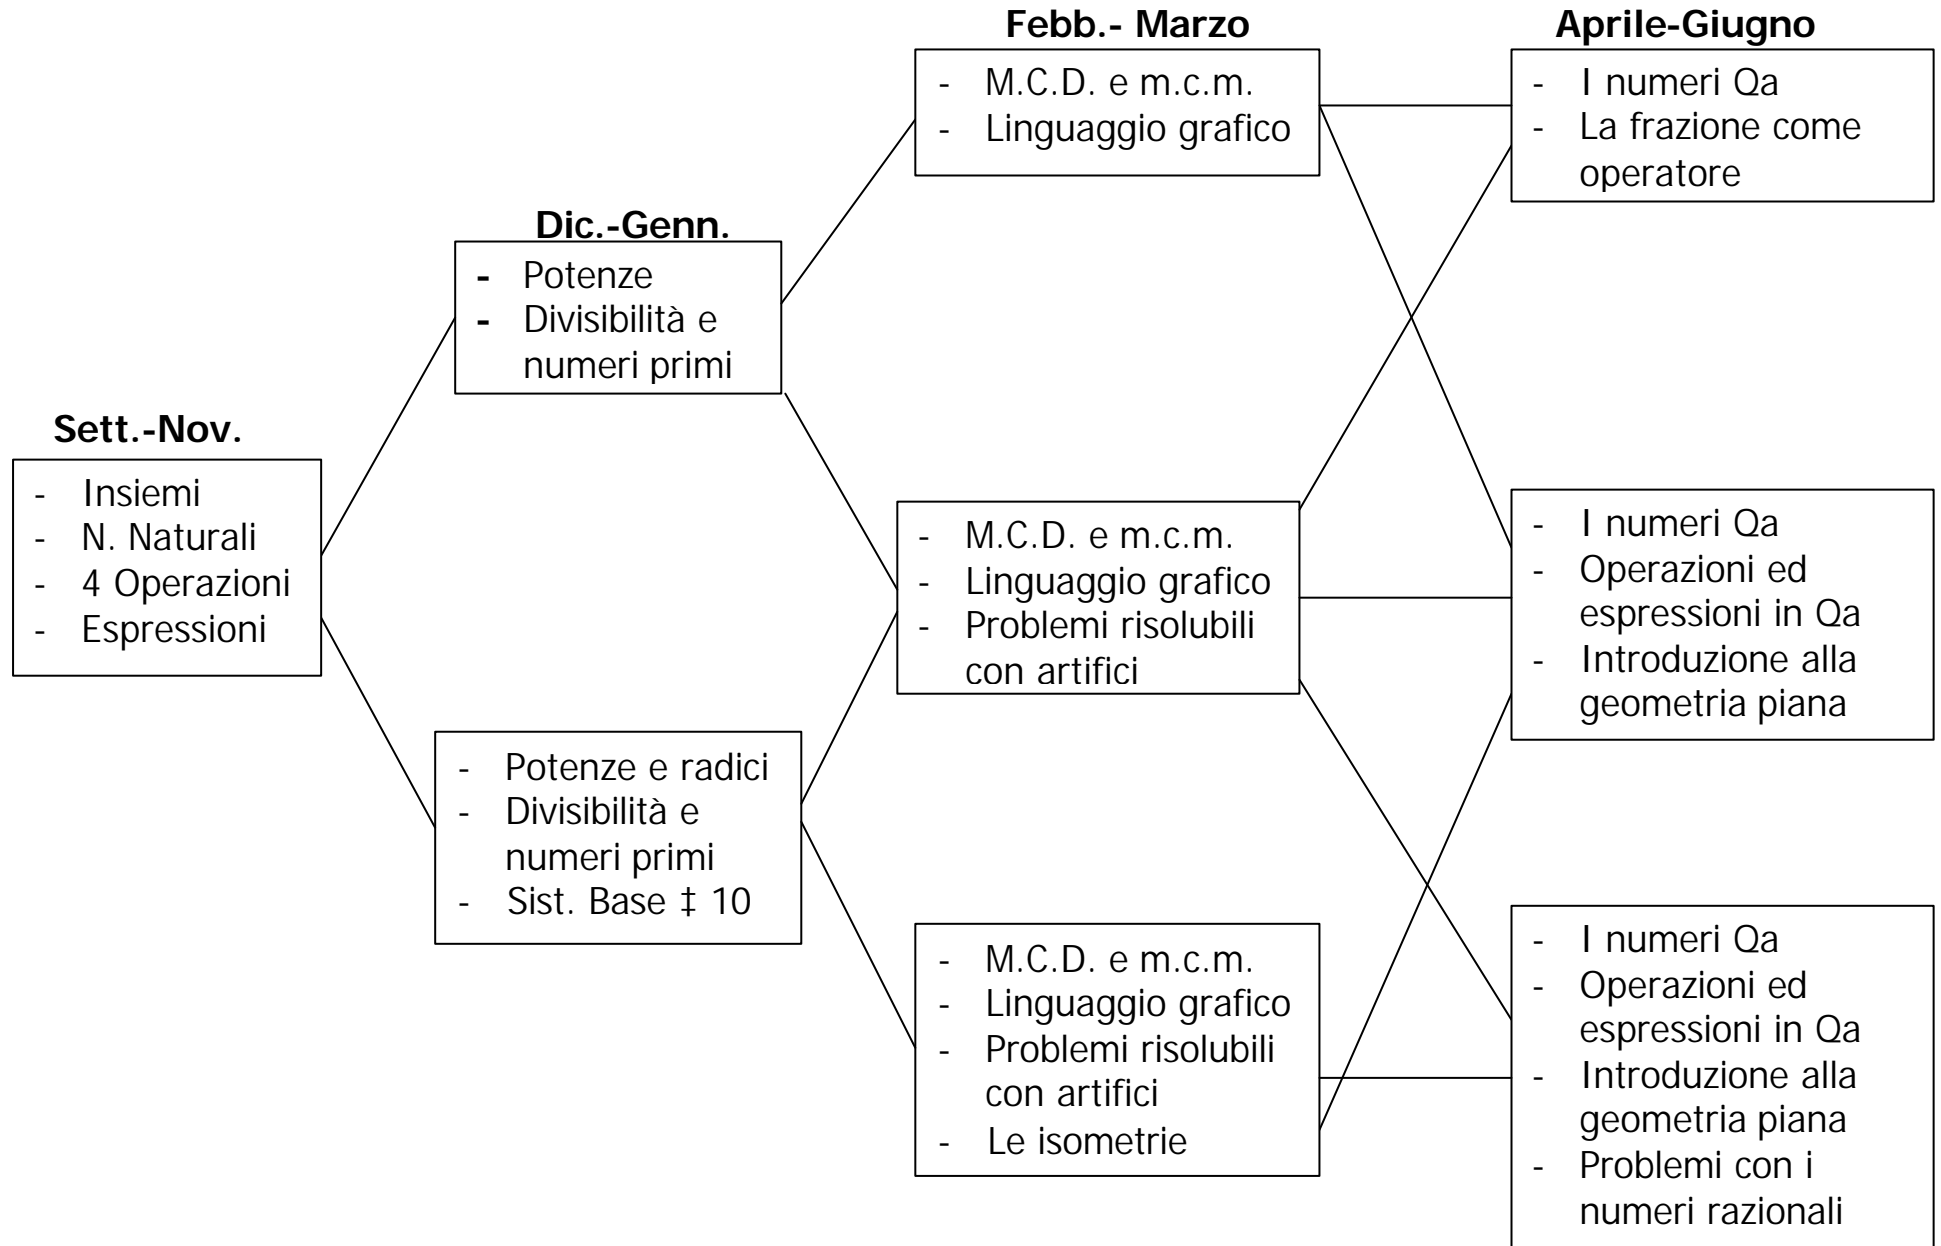 Sett.-Nov.
- Insiemi
- N. Naturali
- 4 Operazioni
- Espressioni
Dic.-Genn.
- Potenze
- Divisibilità e
numeri primi
- Potenze e radici
- Divisibilità e
numeri primi
- Sist. Base ‡ 10
Febb.- Marzo
- M.C.D. e m.c.m.
- Linguaggio grafico
- M.C.D. e m.c.m.
- Linguaggio grafico
- Problemi risolubili
con artifici
- M.C.D. e m.c.m.
- Linguaggio grafico
- Problemi risolubili
con artifici
- Le isometrie
Aprile-Giugno
- I numeri Qa
- La frazione come
operatore
- I numeri Qa
- Operazioni ed
espressioni in Qa
- Introduzione alla
geometria piana
- I numeri Qa
- Operazioni ed
espressioni in Qa
- Introduzione alla
geometria piana
- Problemi con i
numeri razionali